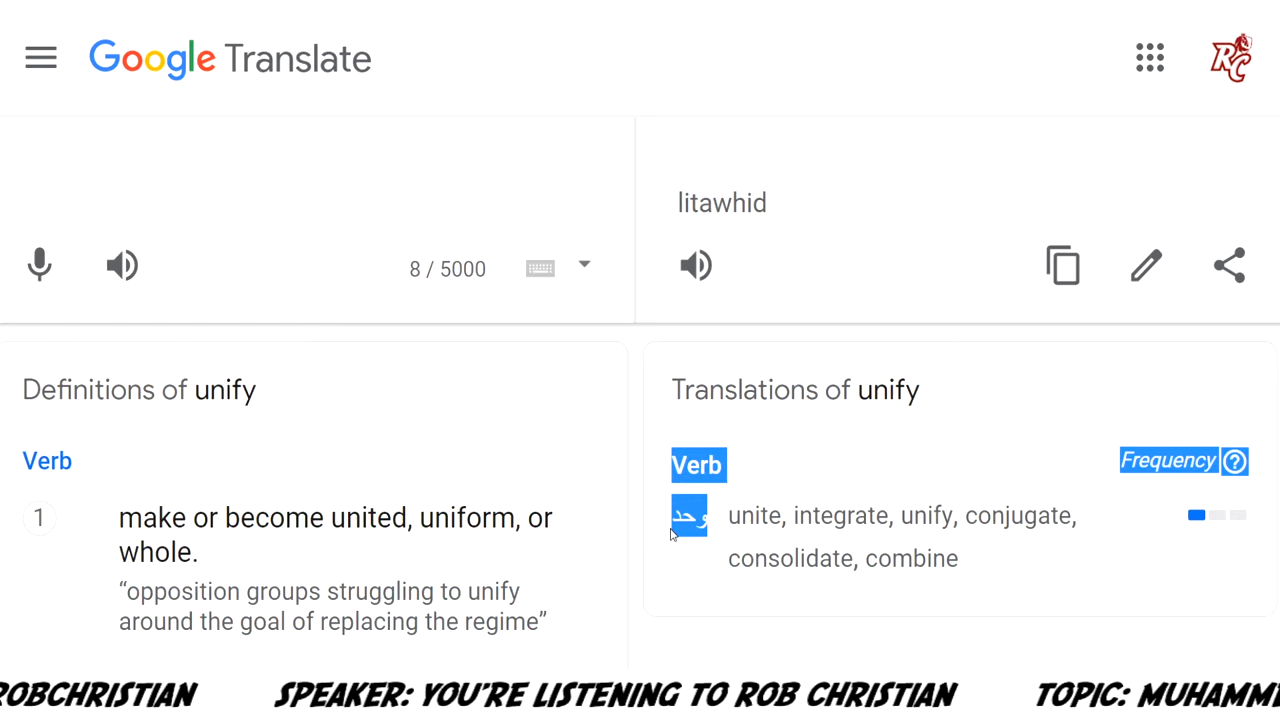 Google Translate
RC
litawhid
8 / 5000
Definitions of unify
Translations of unify
Verb
Verb
Frequency ?
1
make or become united, uniform, or
whole.
“opposition groups struggling to unify
around the goal of replacing the regime”
وحد
unite, integrate, unify, conjugate,
consolidate, combine
ROBCHRISTIAN SPEAKER: YOU'RE LISTENING TO ROB CHRISTIAN TOPIC: MUHAMM